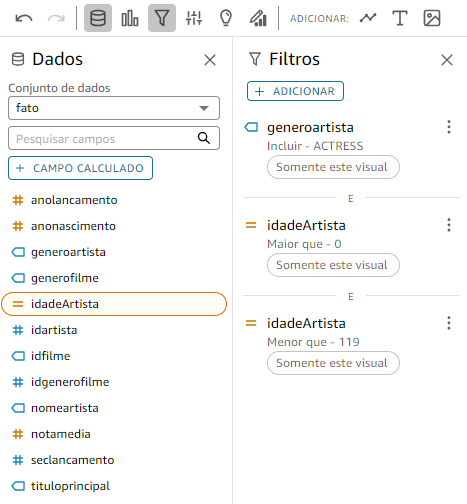 ADICIONAR:
Dados
Conjunto de dados
fato
Pesquisar campos
CAMPO CALCULADO
anolancamento
anonascimento
generoartista
generofilme
idadeArtista
idartista
idfilme
idgenerofilme
nomeartista
notamedia
seclancamento
tituloprincipal
Filtros
ADICIONAR
generoartista
Incluir - ACTRESS
Somente este visual
E
idadeArtista
Maior que - 0
Somente este visual
E
idadeArtista
Menor que - 119
Somente este visual